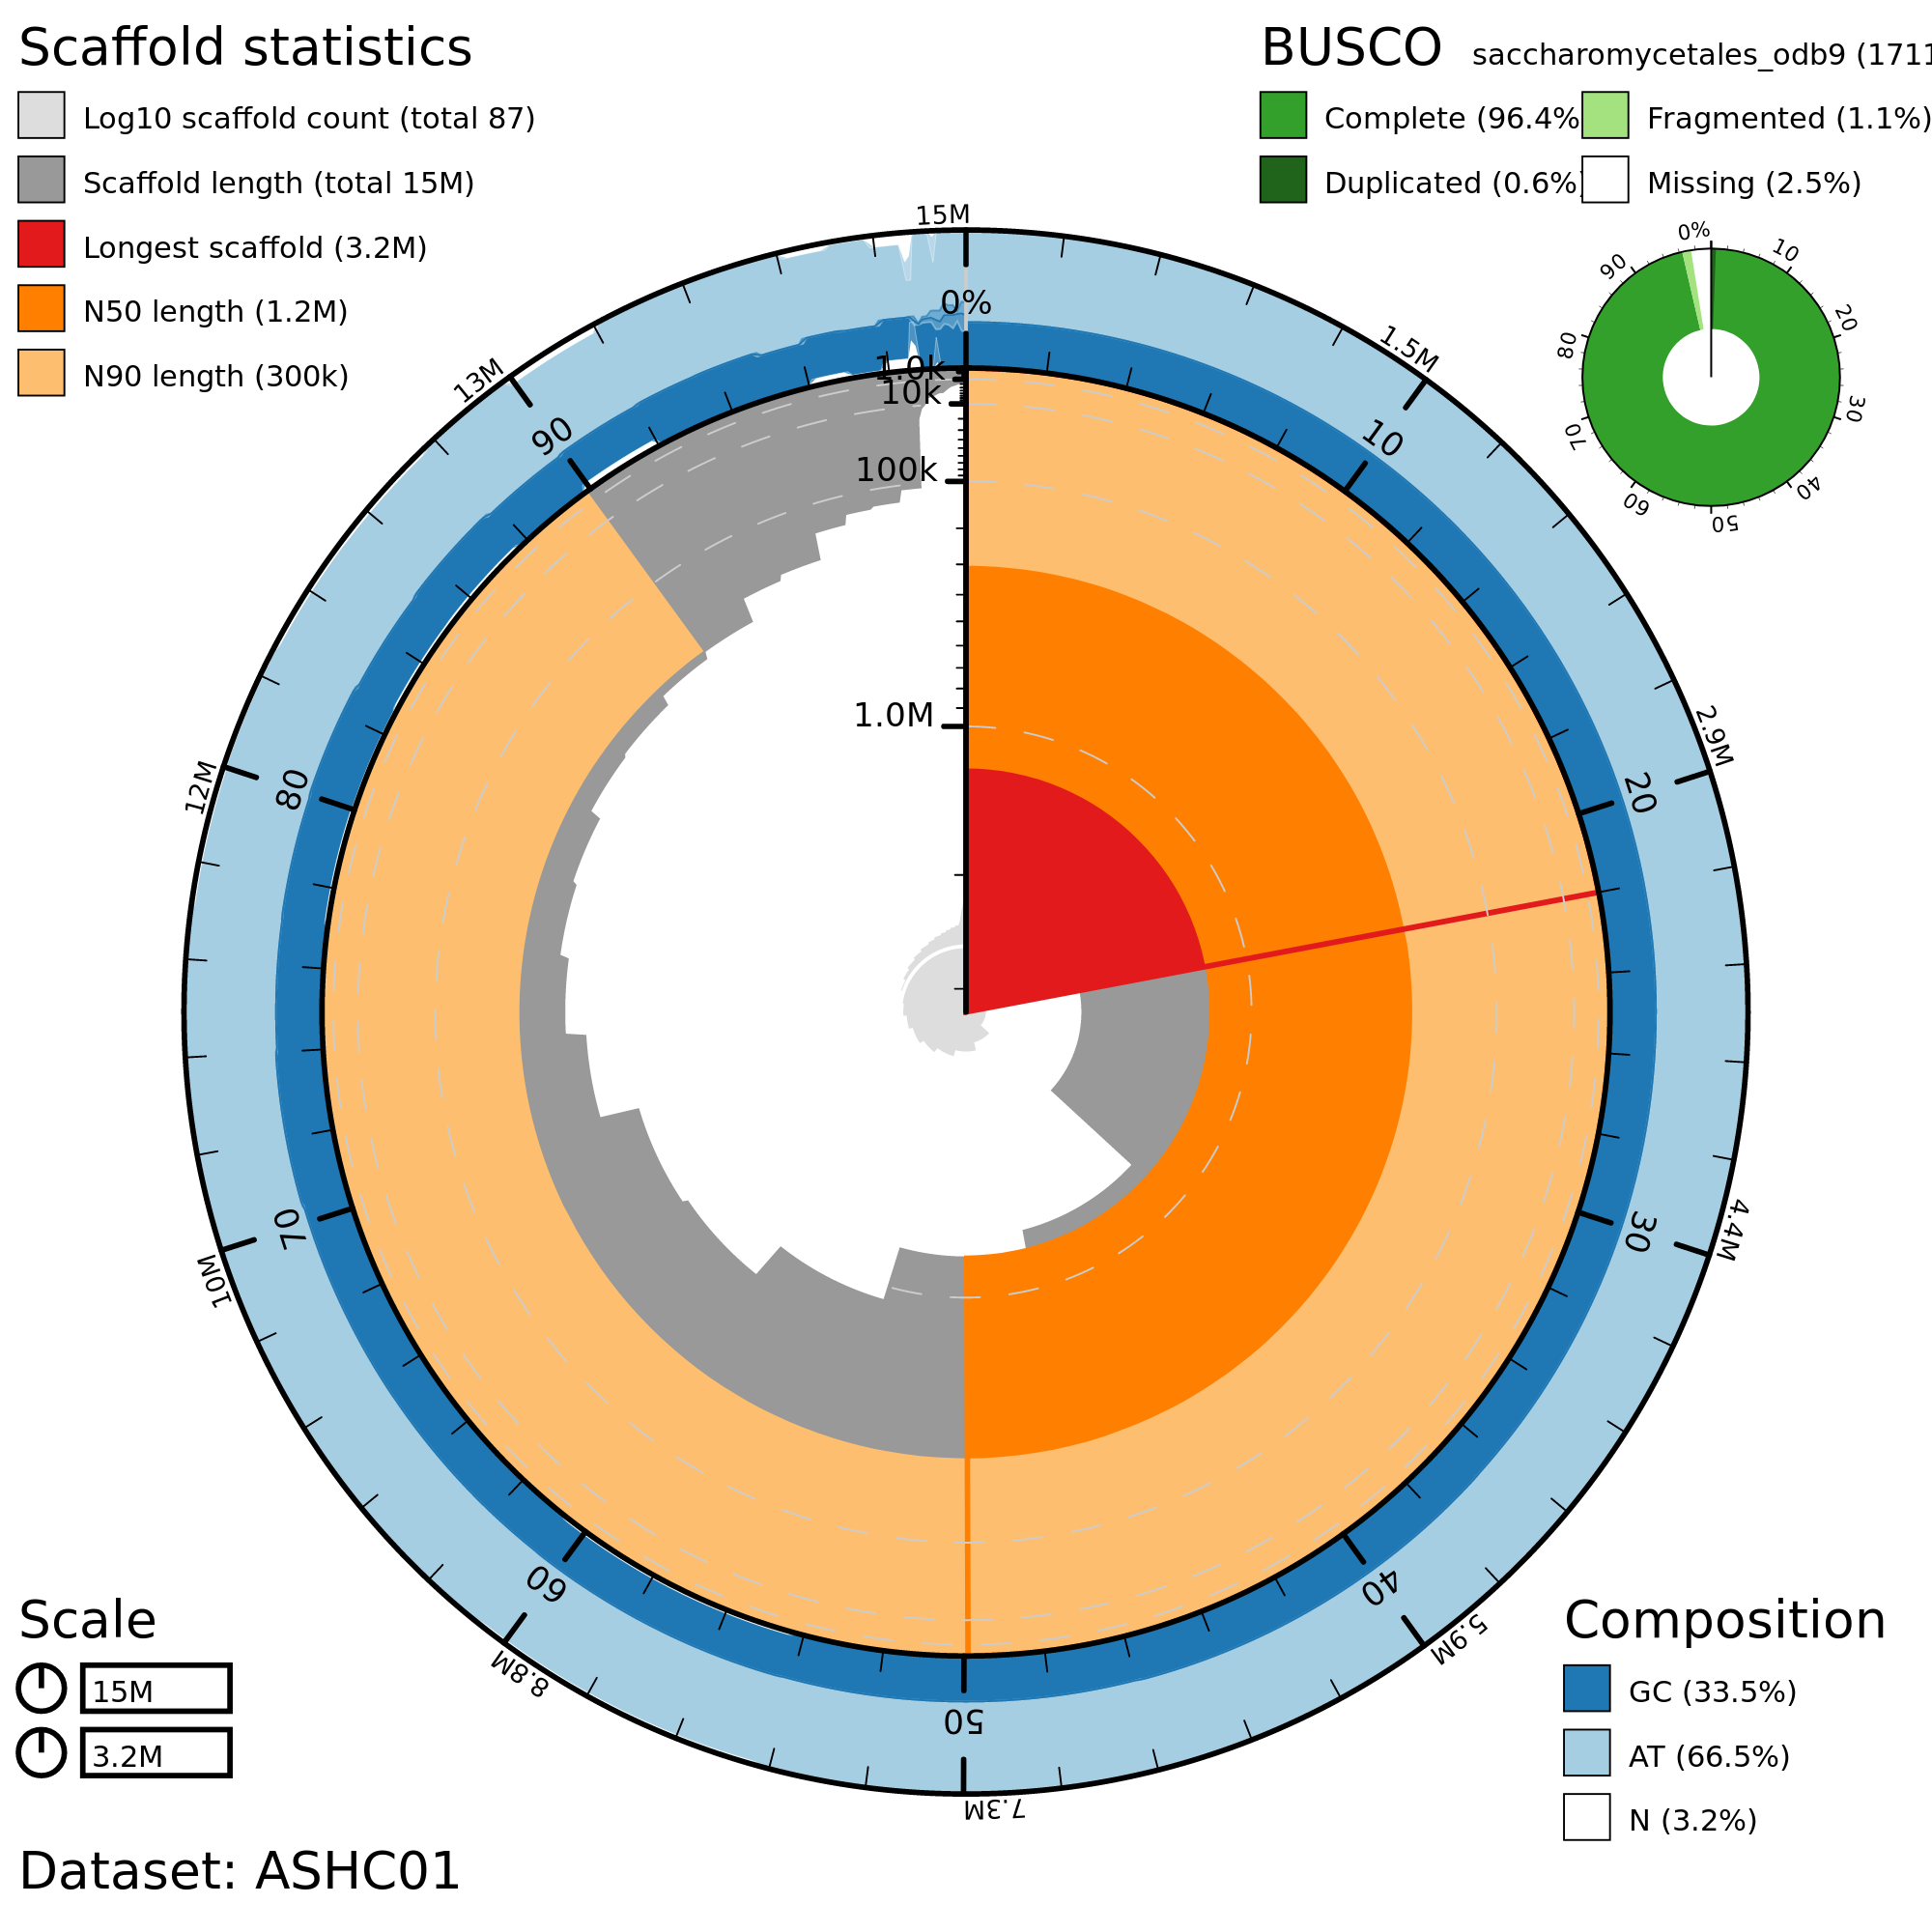 Scaffold statistics
Log10 scaffold count (total 87)
Scaffold length (total 15M)
Longest scaffold (3.2M)
N50 length (1.2M)
N90 length (300k)
BUSCO saccharomycetales_odb9 (1711
Complete (96.4% Fragmented (1.1%)
Duplicated (0.6%) Missing (2.5%)
0%
10
20
30
40
50
60
70
80
90
15M
1.5M
2.9M
4.4M
5.9M
7.3M
8.8M
10M
12M
13M
0%
10
20
30
40
50
60
70
80
90
1.0k
10k
100k
1.0M
Scale
15M
3.2M
Composition
GC (33.5%)
AT (66.5%)
N (3.2%)
Dataset: ASHC01